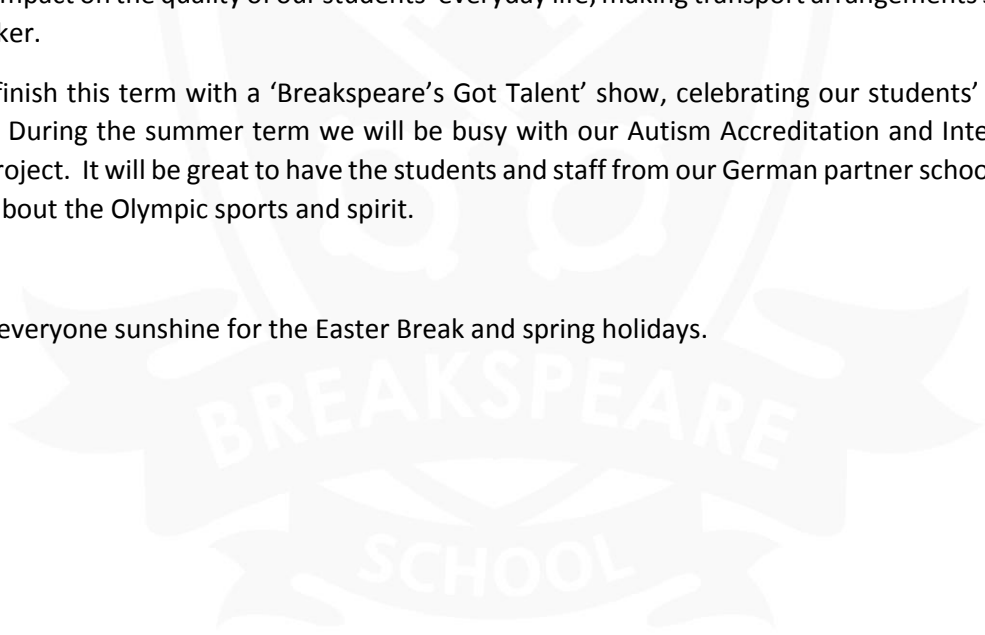 impact on the quality of our students' everyday life, making transport arrangements
ker.
finish this term with a ‘Breakspeare’s Got Talent’ show, celebrating our students’
During the summer term we will be busy with our Autism Accreditation and Inte
roject. It will be great to have the students and staff from our German partner schoo
bout the Olympic sports and spirit.
everyone sunshine for the Easter Break and spring holidays.
BREAKSPEARE
SCHOOL